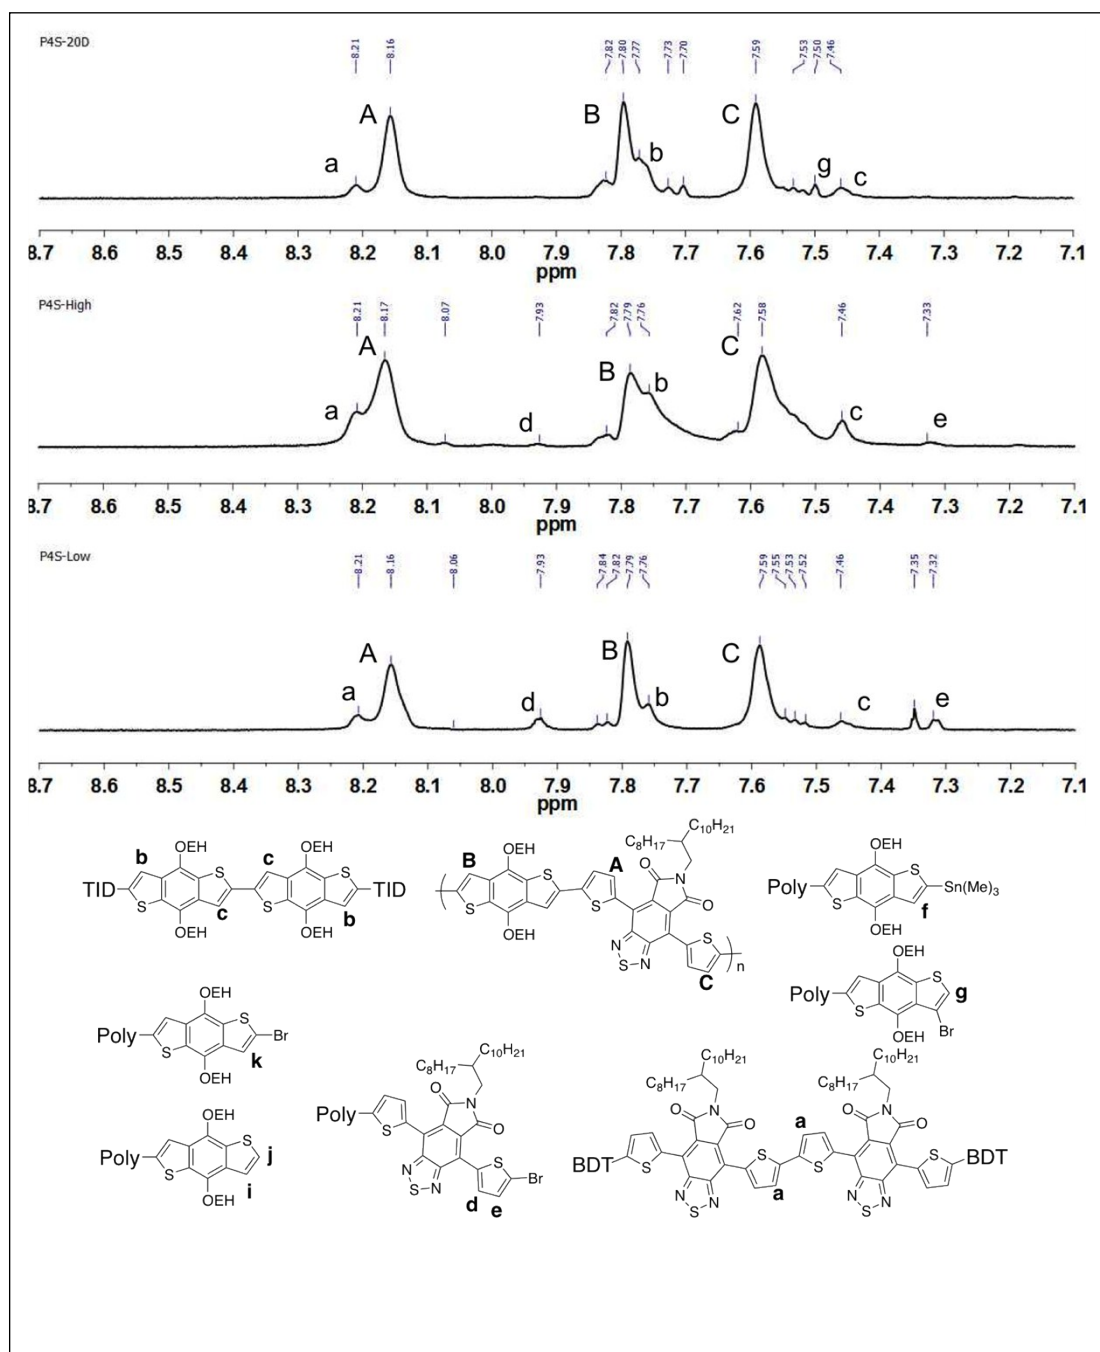 P4S-20D
8.21 8.16 7.82 7.80 7.77 7.73 7.70 7.59 7.53 7.50 7.46
A B C
a b g c
8.7 8.6 8.5 8.4 8.3 8.2 8.1 8.0 7.9 7.8 7.7 7.6 7.5 7.4 7.3 7.2 7.1
ppm
P4S-High
8.21 8.17 8.07 7.93 7.82 7.79 7.76 7.62 7.58 7.46 7.33
A B C
a d b c e
8.7 8.6 8.5 8.4 8.3 8.2 8.1 8.0 7.9 7.8 7.7 7.6 7.5 7.4 7.3 7.2 7.1
ppm
P4S-Low
8.21 8.16 8.06 7.93 7.84 7.82 7.79 7.76 7.59 7.55 7.53 7.52 7.46 7.35 7.32
A B C
a d b c e
8.7 8.6 8.5 8.4 8.3 8.2 8.1 8.0 7.9 7.8 7.7 7.6 7.5 7.4 7.3 7.2 7.1
ppm
b OEH c OEH
TID S S S S TID
OEH c OEH b
C10H21
C8H17
B OEH A O N
S S S O
OEH N S N S
C n
OEH
Poly S S Sn(Me)3
OEH f
OEH
Poly S S g
OEH Br
OEH
Poly S S Br
OEH k
OEH
Poly S S j
OEH i
C10H21
C8H17
O N O
Poly S
N S N S Br
d e
C10H21 C10H21
C8H17 C8H17
O N O a O N O
BDT S S S S BDT
N S N a N S N